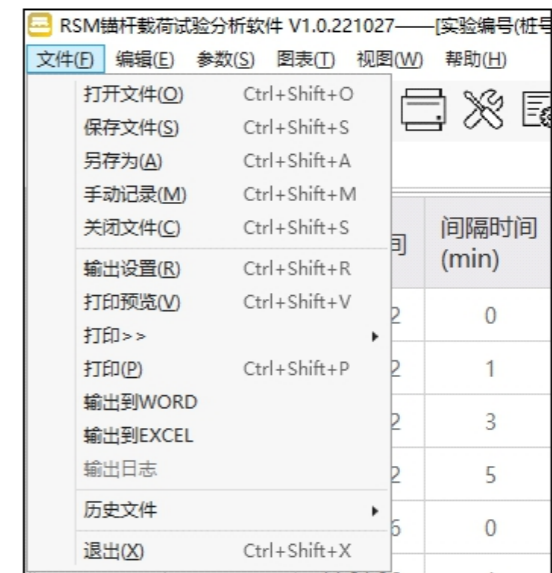 RSM锚杆载荷试验分析软件 V1.0.221027——[实验编号(桩号
文件(F) 编辑(E) 参数(S) 图表(T) 视图(W) 帮助(H)
打开文件(O) Ctrl+Shift+O
保存文件(S) Ctrl+Shift+S
另存为(A) Ctrl+Shift+A
手动记录(M) Ctrl+Shift+M
关闭文件(C) Ctrl+Shift+S
输出设置(R) Ctrl+Shift+R
打印预览(V) Ctrl+Shift+V
打印>>
打印(P) Ctrl+Shift+P
输出到WORD
输出到EXCEL
输出日志
历史文件
退出(X) Ctrl+Shift+X
间 间隔时间
(min)
2 0
2 1
2 3
2 5
6 0